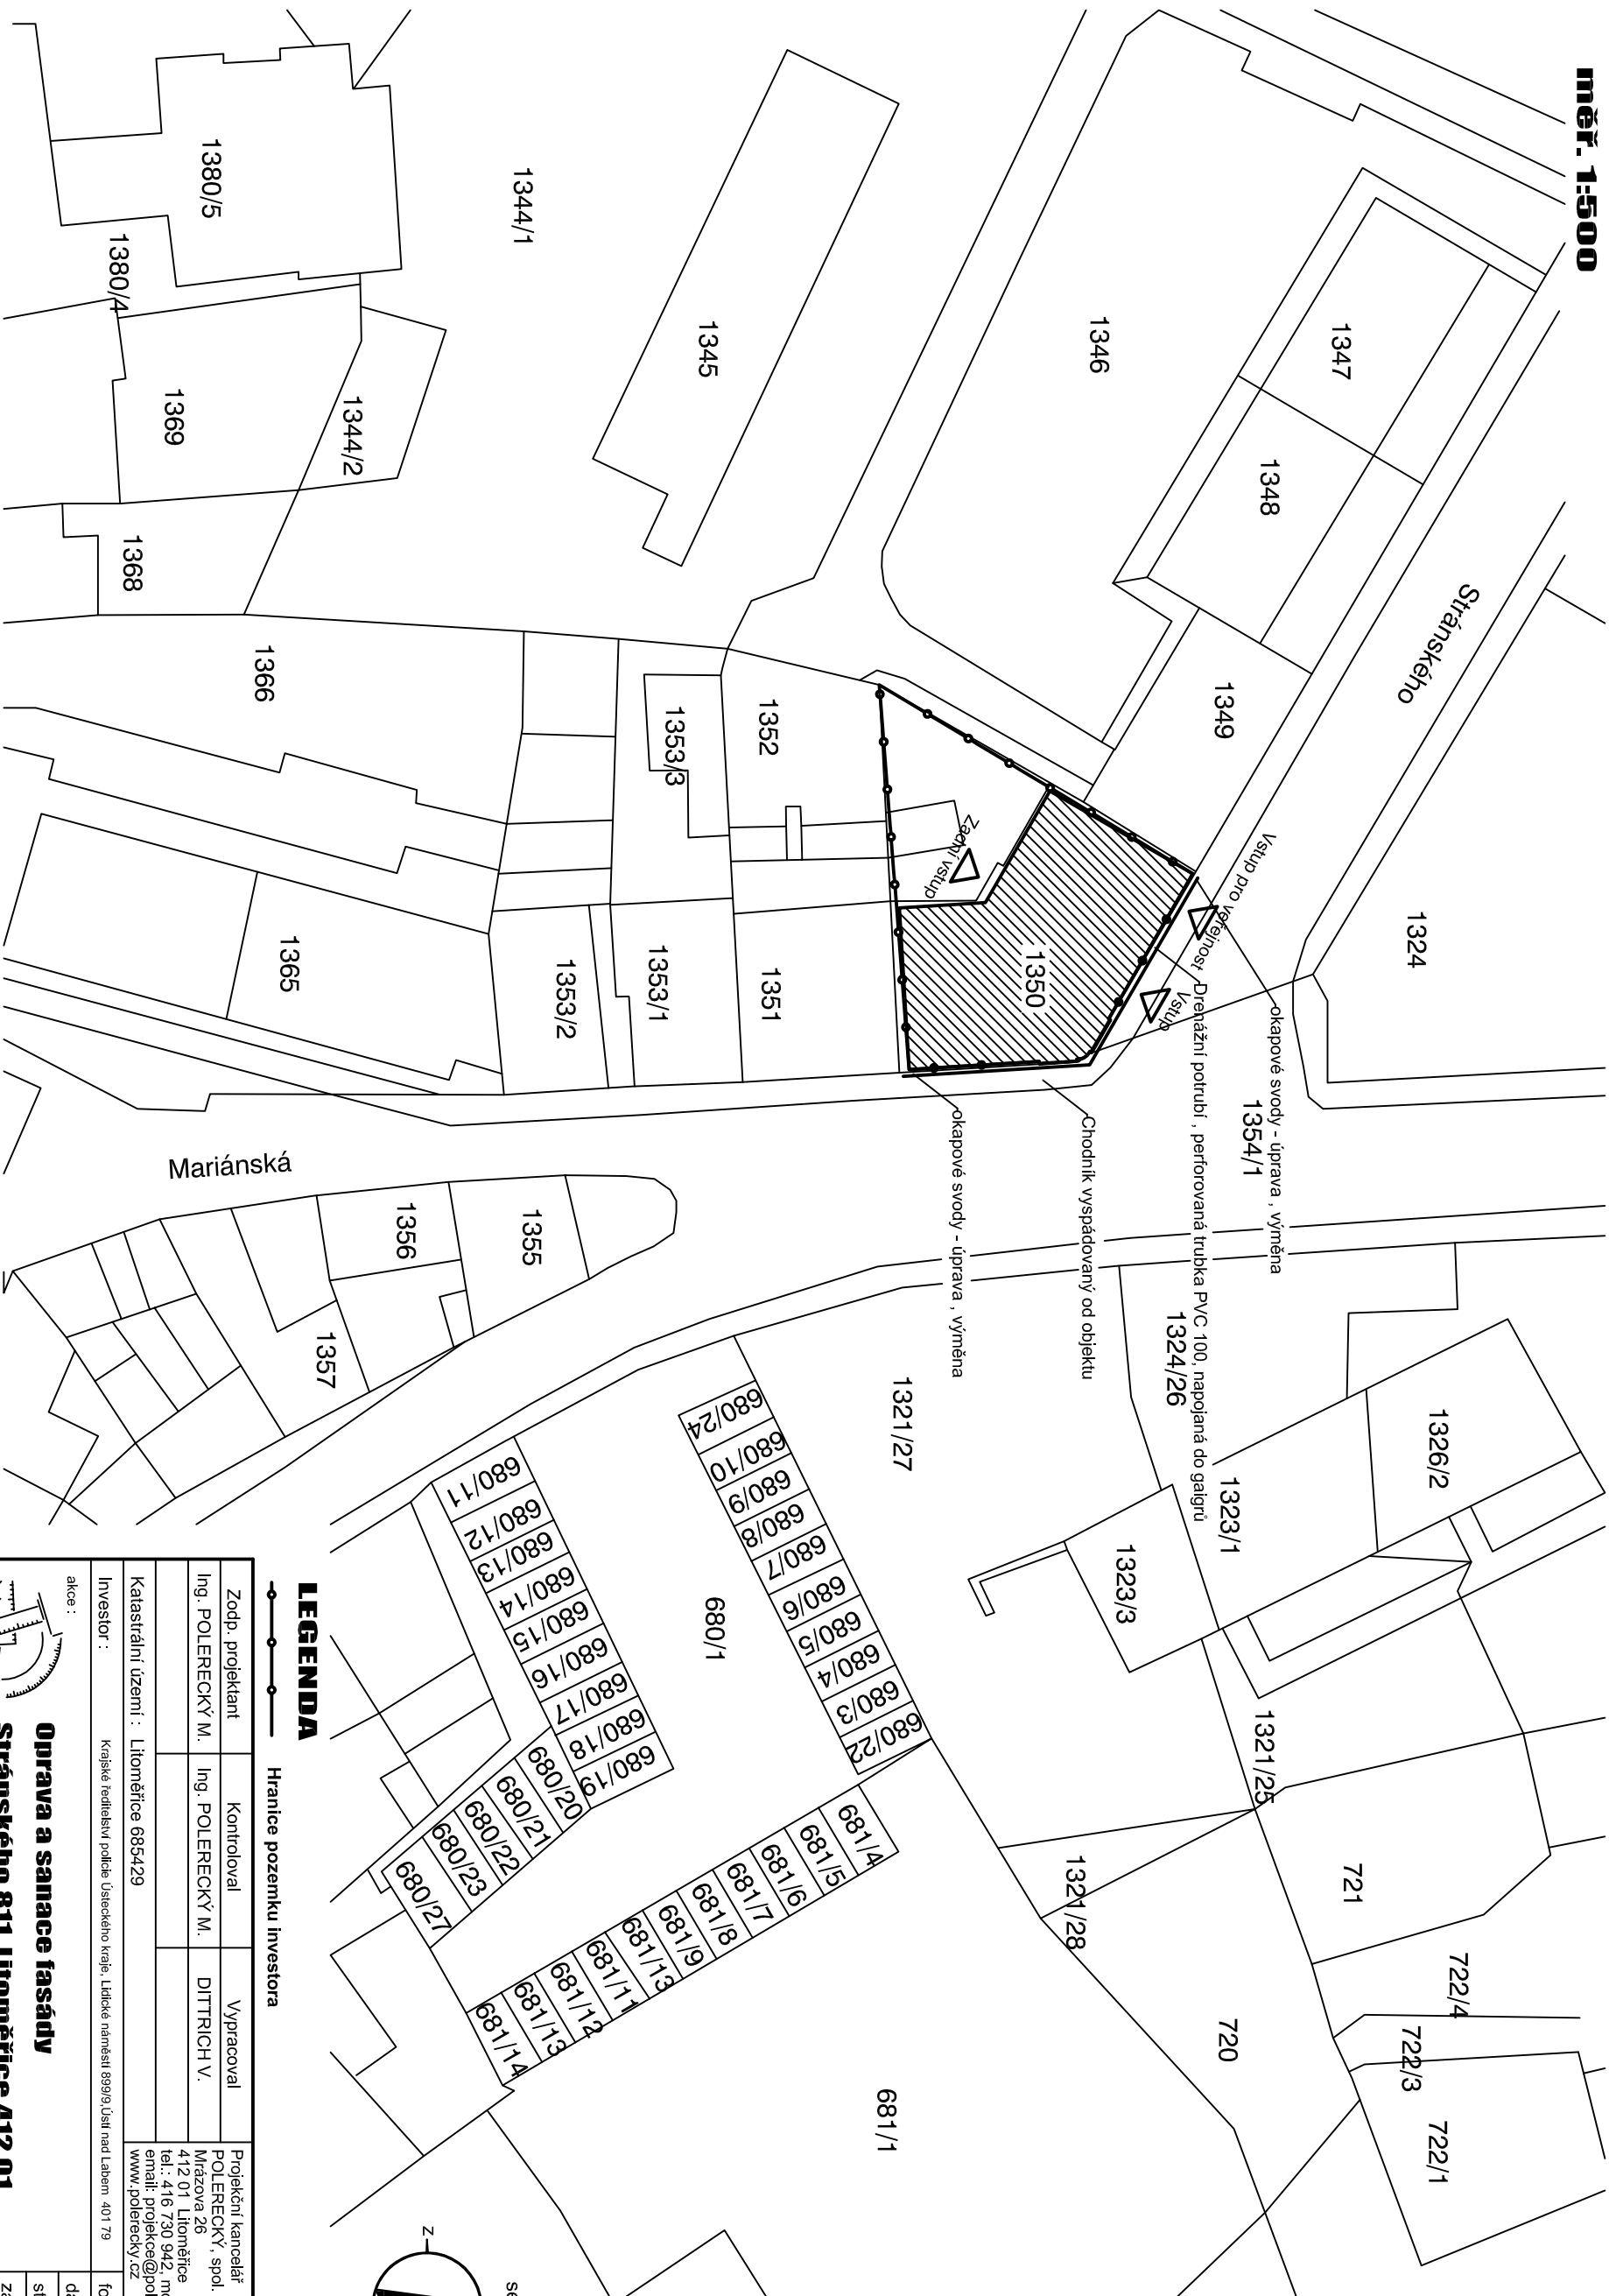 měř. 1:500
Stránského
1324
1347
1348
1349
1346
1345
1344/1
1380/5
1380/4
1369
1344/2
1368
1366
1365
1352
1353/3
1353/2
1353/1
1351
1350
Zadní vstup
Vstup pro veřejnost
Vstup
okapové svody - úprava , výměna
1354/1
Drenážní potrubí , perforovaná trubka PVC 100, napojaná do gaigrů
Chodník vyspádovaný od objektu
okapové svody - úprava , výměna
Mariánská
1355
1356
1357
1324/26
1326/2
1323/1
1323/3
1321/27
1321/25
1321/28
721
720
722/4
722/3
722/1
680/24
680/10
680/9
680/8
680/7
680/6
680/5
680/4
680/3
680/22
680/1
680/11
680/12
680/13
680/14
680/15
680/16
680/17
680/18
680/19
680/20
680/21
680/22
680/23
680/27
681/4
681/5
681/6
681/7
681/8
681/9
681/13
681/11
681/12
681/13
681/14
681/1
z
LEGENDA
Hranice pozemku investora
Zodp. projektant
Kontroloval
Vypracoval
Ing. POLERECKÝ M.
Ing. POLERECKÝ M.
DITTRICH V.
Projekční kancelář
POLERECKÝ, spol.
Mrázova 26
412 01 Litoměřice
tel.: 416 730 942,
email: projekce@pol
www.polerecky.cz
Katastrální území : Litoměřice 685429
Investor : Krajské ředitelství policie Ústeckého kraje, Lidické náměstí 899/9,Ústí nad Labem 401 79
akce :
Oprava a sanace fasády
Stránského 811 Litoměřice 412 01